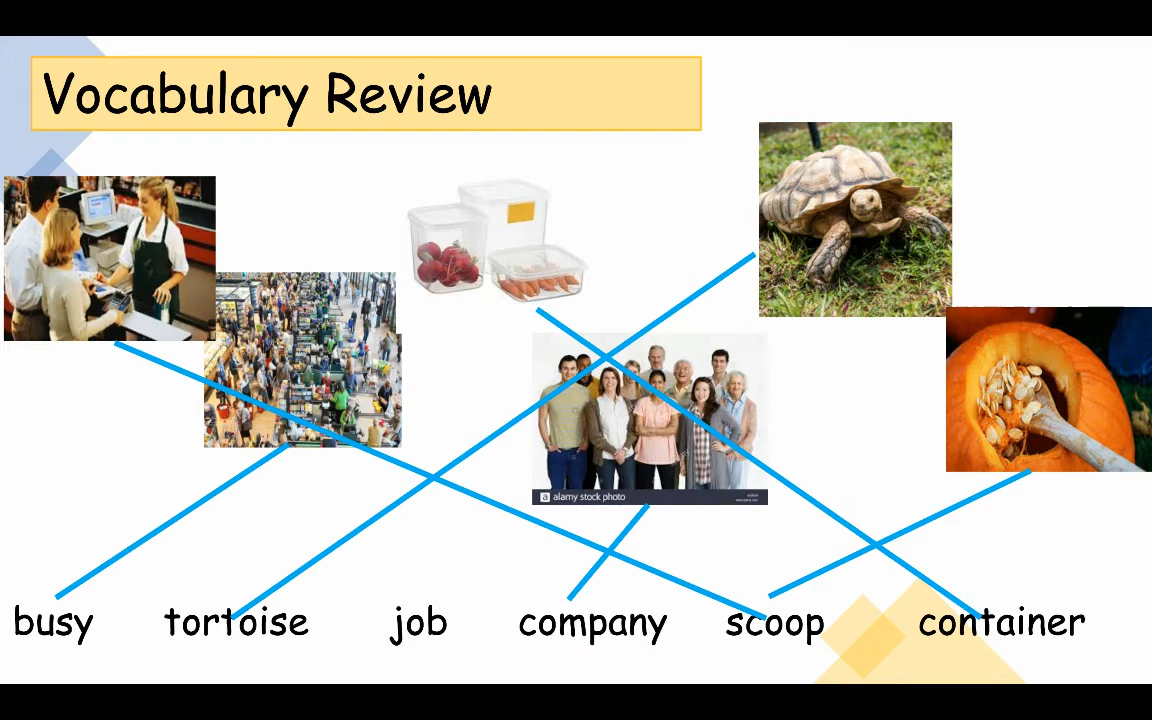 Vocabulary Review
a alamy stock photo
busy tortoise job company scoop container